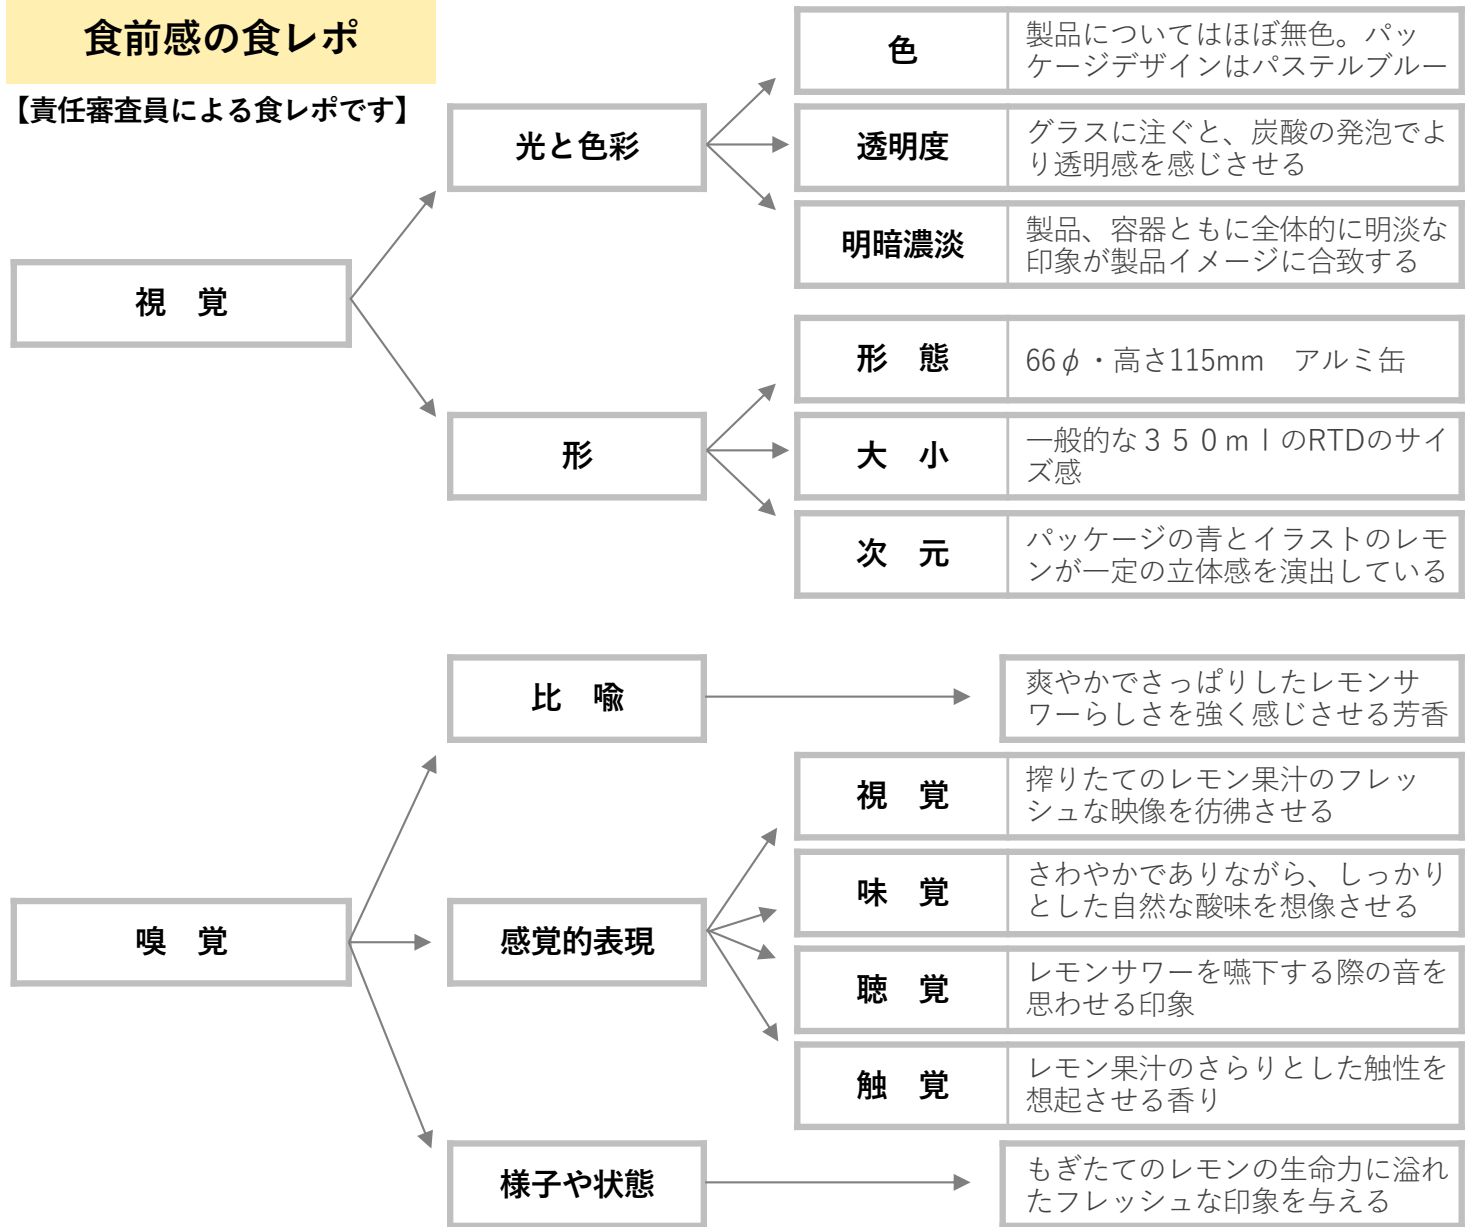 食前感の食レポ
【責任審査員による食レポです】
視　覚
光と色彩
色
製品についてはほぼ無色。パッ
ケージデザインはパステルブルー
透明度
グラスに注ぐと、炭酸の発泡でよ
り透明感を感じさせる
明暗濃淡
製品、容器ともに全体的に明淡な
印象が製品イメージに合致する
形
形　態
66φ・高さ115mm　アルミ缶
大　小
一般的な３５０ｍｌのRTDのサイ
ズ感
次　元
パッケージの青とイラストのレモ
ンが一定の立体感を演出している
嗅　覚
比　喩
爽やかでさっぱりしたレモンサ
ワーらしさを強く感じさせる芳香
感覚的表現
視　覚
搾りたてのレモン果汁のフレッ
シュな映像を彷彿させる
味　覚
さわやかでありながら、しっかり
とした自然な酸味を想像させる
聴　覚
レモンサワーを嚥下する際の音を
思わせる印象
触　覚
レモン果汁のさらりとした触性を
想起させる香り
様子や状態
もぎたてのレモンの生命力に溢れ
たフレッシュな印象を与える